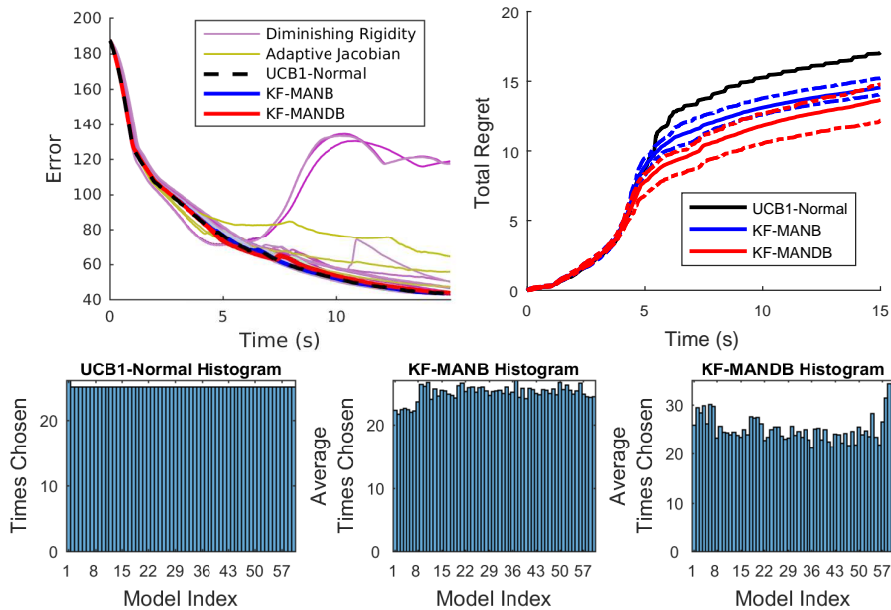 200
180
160
140
120
100
80
60
40
Error
0
5
10
Time (s)
Diminishing Rigidity
Adaptive Jacobian
UCB1-Normal
KF-MANB
KF-MANDB
20
15
10
5
0
Total Regret
0
5
10
15
Time (s)
UCB1-Normal
KF-MANB
KF-MANDB
UCB1-Normal Histogram
20
10
0
Times Chosen
1 8 15 22 29 36 43 50 57
Model Index
KF-MANB Histogram
20
10
0
Average
Times Chosen
1 8 15 22 29 36 43 50 57
Model Index
KF-MANDB Histogram
30
20
10
0
Average
Times Chosen
1 8 15 22 29 36 43 50 57
Model Index